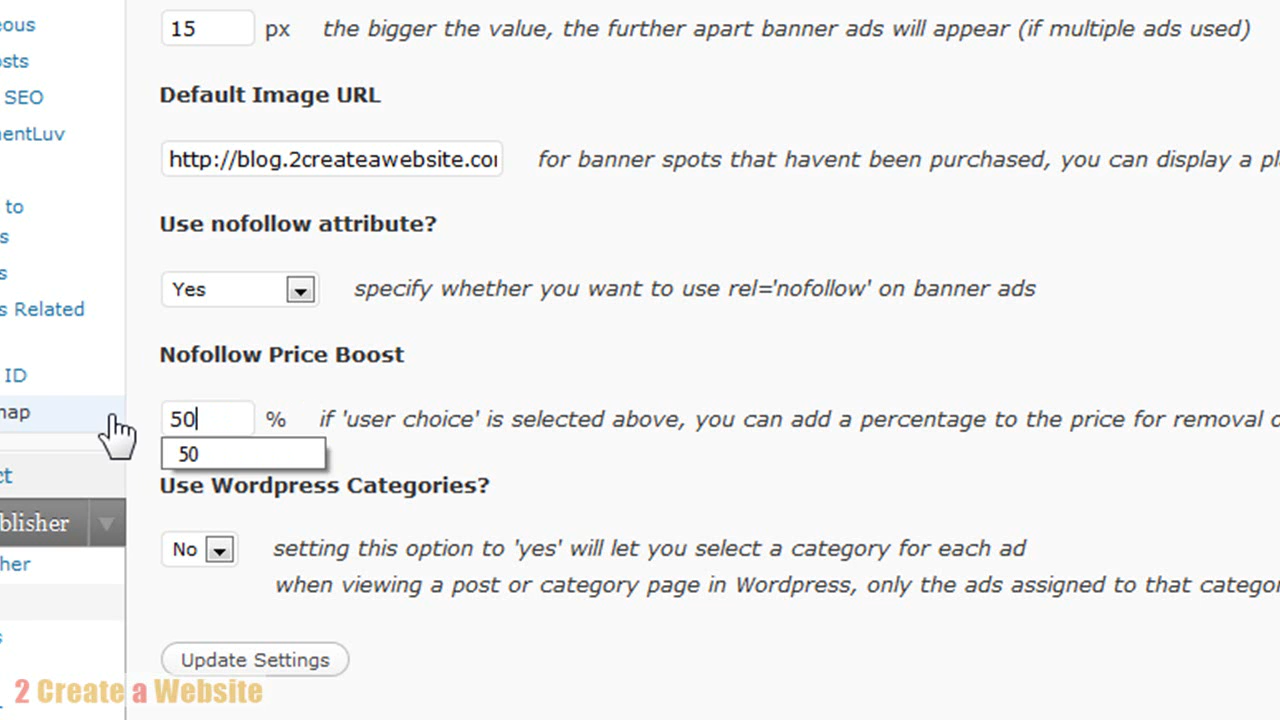 eous
15 px the bigger the value, the further apart banner ads will appear (if multiple ads used)
osts
SEO
Default Image URL
nentLuv
http://blog.2createawebsite.com for banner spots that havent been purchased, you can display a pl
to
s
Use nofollow attribute?
s
Yes specify whether you want to use rel='nofollow' on banner ads
s Related
Nofollow Price Boost
ID
map
50 % if 'user choice' is selected above, you can add a percentage to the price for removal o
50
ct
Use Wordpress Categories?
blisher
No setting this option to 'yes' will let you select a category for each ad
her
when viewing a post or category page in Wordpress, only the ads assigned to that categor
s
Update Settings
2 Create a Website